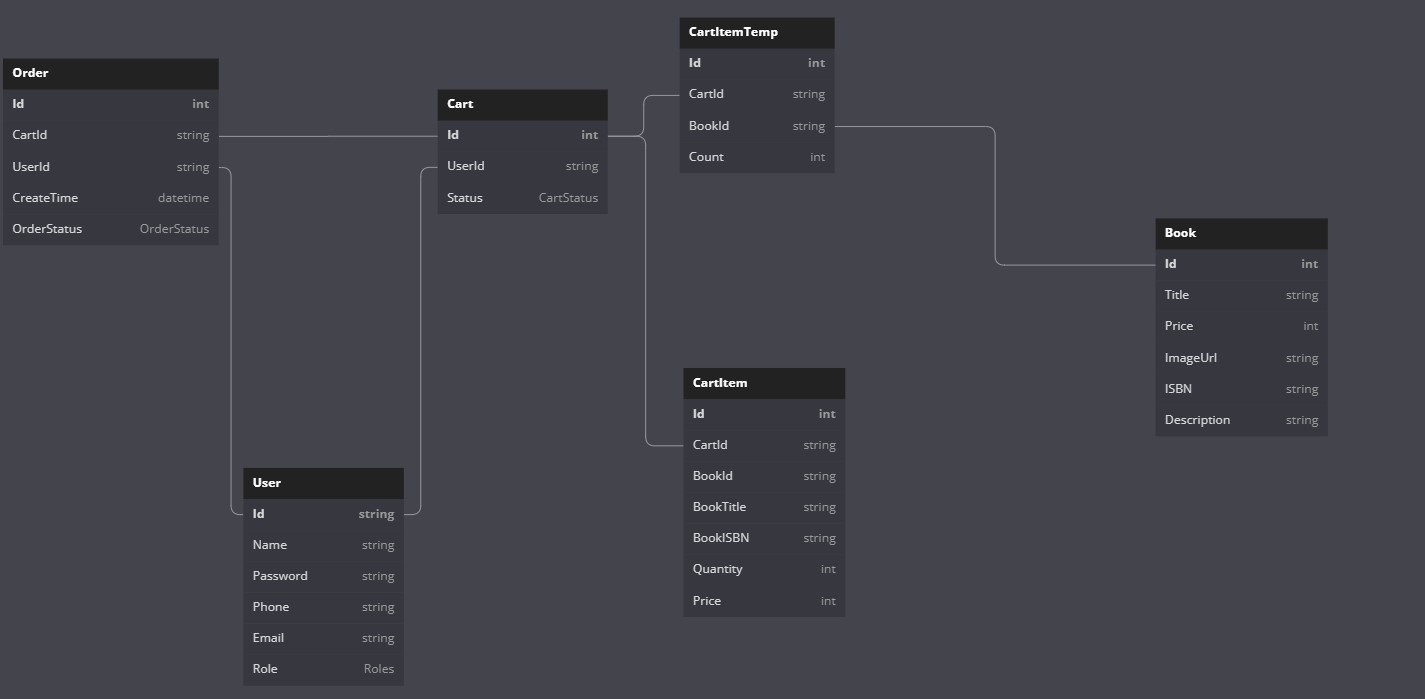 Order
Id int
CartId string
UserId string
CreateTime datetime
OrderStatus OrderStatus
Cart
Id int
UserId string
Status CartStatus
CartItemTemp
Id int
CartId string
BookId string
Count int
Book
Id int
Title string
Price int
ImageUrl string
ISBN string
Description string
CartItem
Id int
CartId string
BookId string
BookTitle string
BookISBN string
Quantity int
Price int
User
Id string
Name string
Password string
Phone string
Email string
Role Roles